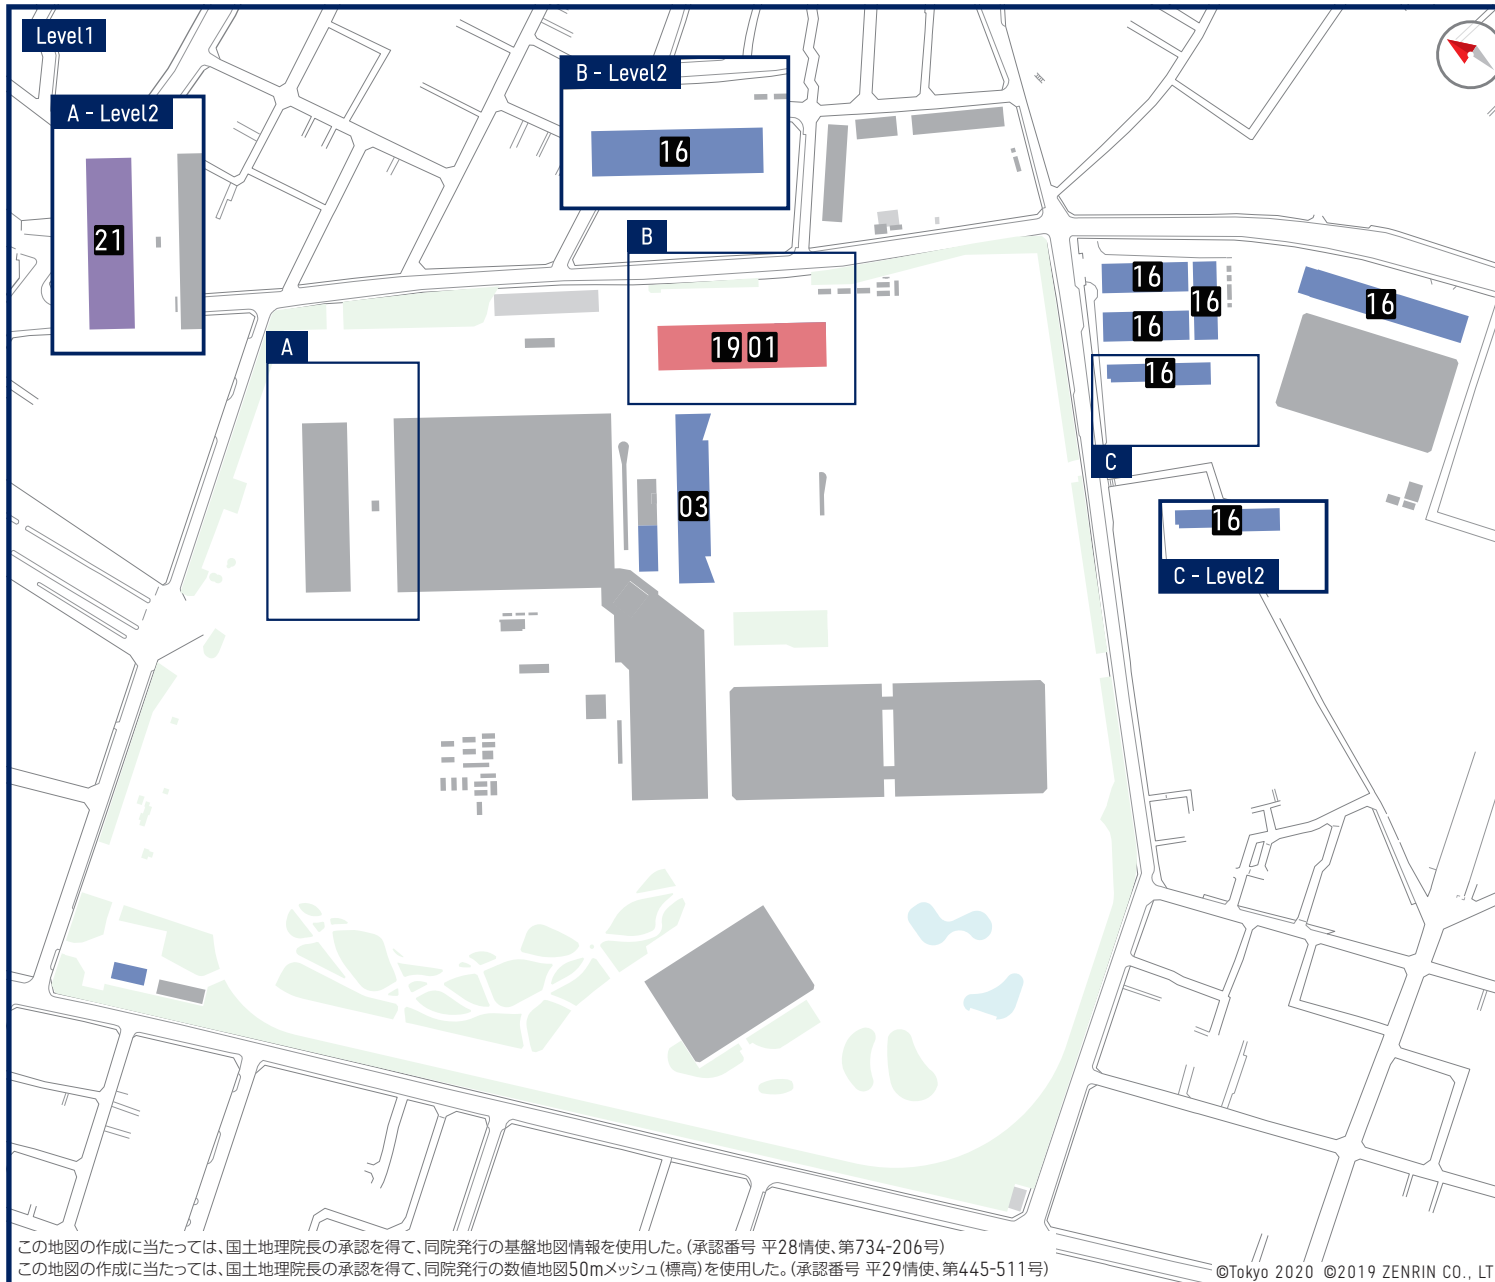 Level1
A - Level2
21
B - Level2
16
B
19 01
A
03
16
16
16
16
16
C
16
C - Level2
この地図の作成に当たっては、国土地理院長の承認を得て、同院発行の基盤地図情報を使用した。(承認番号 平28情使、第734-206号)
この地図の作成に当たっては、国土地理院長の承認を得て、同院発行の数値地図50mメッシュ(標高)を使用した。(承認番号 平29情使、第445-511号)
©Tokyo 2020 ©2019 ZENRIN CO., LT